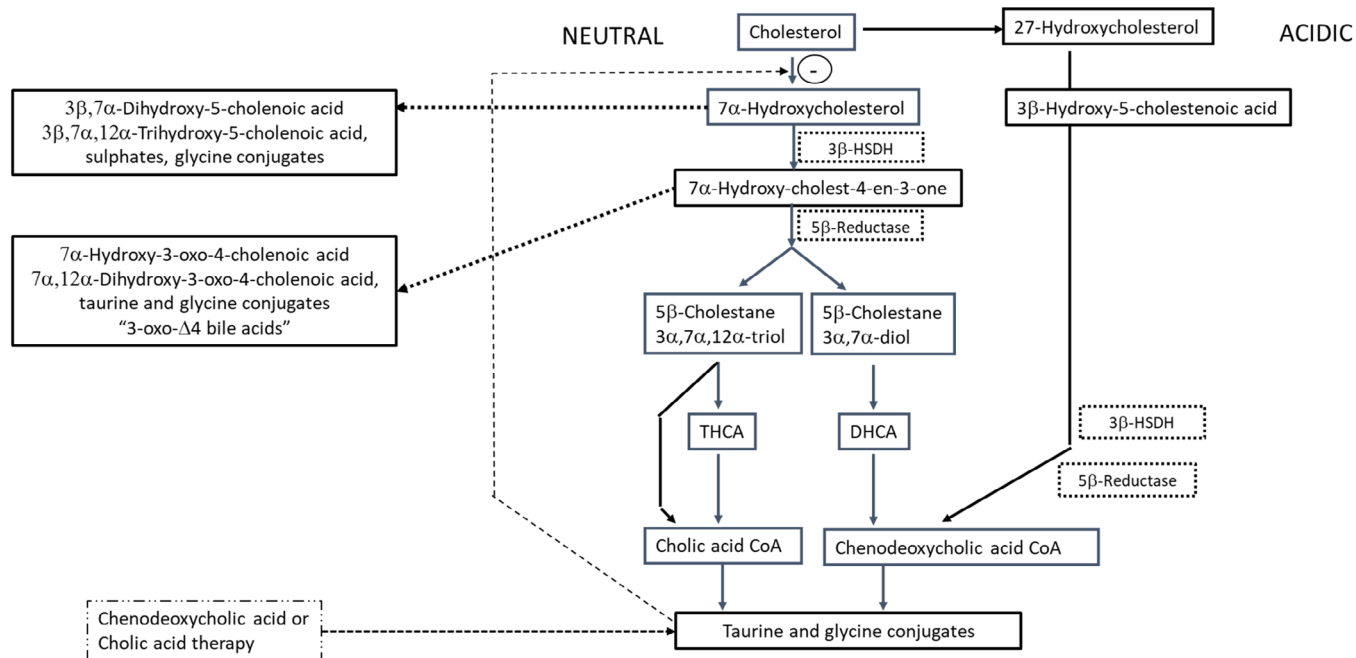 NEUTRAL
Cholesterol
27-Hydroxycholesterol
ACIDIC
-
3β,7α-Dihydroxy-5-cholenoic acid
3β,7α,12α-Trihydroxy-5-cholenoic acid,
sulphates, glycine conjugates
7α-Hydroxycholesterol
3β-Hydroxy-5-cholestenoic acid
3β-HSDH
7α-Hydroxy-cholest-4-en-3-one
5β-Reductase
7α-Hydroxy-3-oxo-4-cholenoic acid
7α,12α-Dihydroxy-3-oxo-4-cholenoic acid,
taurine and glycine conjugates
“3-oxo-Δ4 bile acids”
5β-Cholestane
3α,7α,12α-triol
5β-Cholestane
3α,7α-diol
THCA
DHCA
3β-HSDH
5β-Reductase
Cholic acid CoA
Chenodeoxycholic acid CoA
Chenodeoxycholic acid or
Cholic acid therapy
Taurine and glycine conjugates